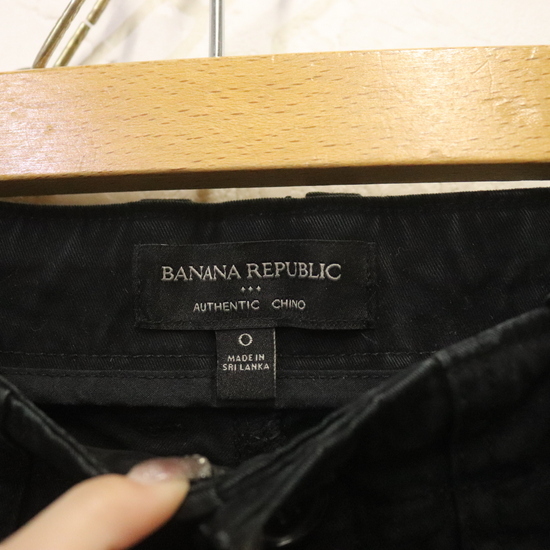 BANANA REPUBLIC
AUTHENTIC CHINO
0
MADE IN
SRI LANKA